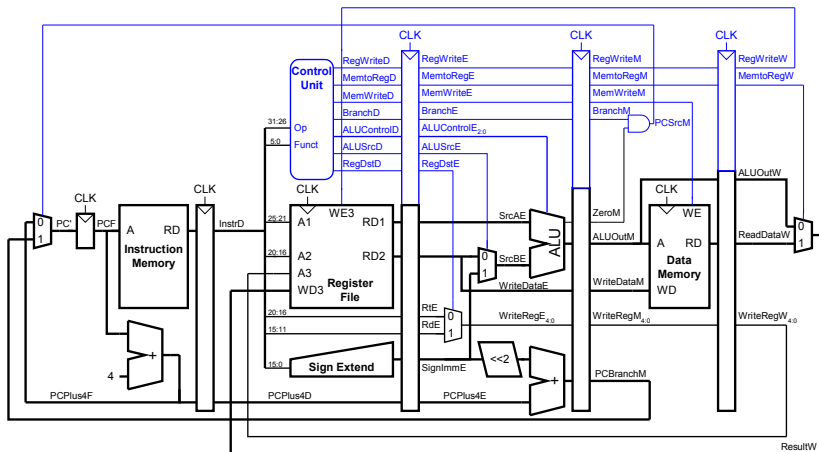 CLK CLK CLK
RegWriteD RegWriteE RegWriteM RegWriteW
Control Unit
MemtoRegD MemtoRegE MemtoRegM MemtoRegW
MemWriteD MemWriteE MemWriteM
BranchD BranchE BranchM PCSrcM
31:26 Op ALUControlD ALUControlE2:0
5:0 Funct ALUSrcD ALUSrcE
RegDstD RegDstE
CLK CLK CLK CLK
ALUOutW
0 1 PC' PCF A RD InstrD 25:21 A1 WE3 RD1 SrcAE ZeroM WE 0 1
Instruction Memory
20:16 A2 RD2 0 1 SrcBE ALU ALUOutM A RD ReadDataW
A3
Register File
Data Memory
WD3 WriteDataE WriteDataM WD
20:16 RtE 0
15:11 RdE 1 WriteRegE4:0 WriteRegM4:0 WriteRegW4:0
+
15:0 Sign Extend SignImmE <<2
4 + PCBranchM
PCPlus4F PCPlus4D PCPlus4E
ResultW